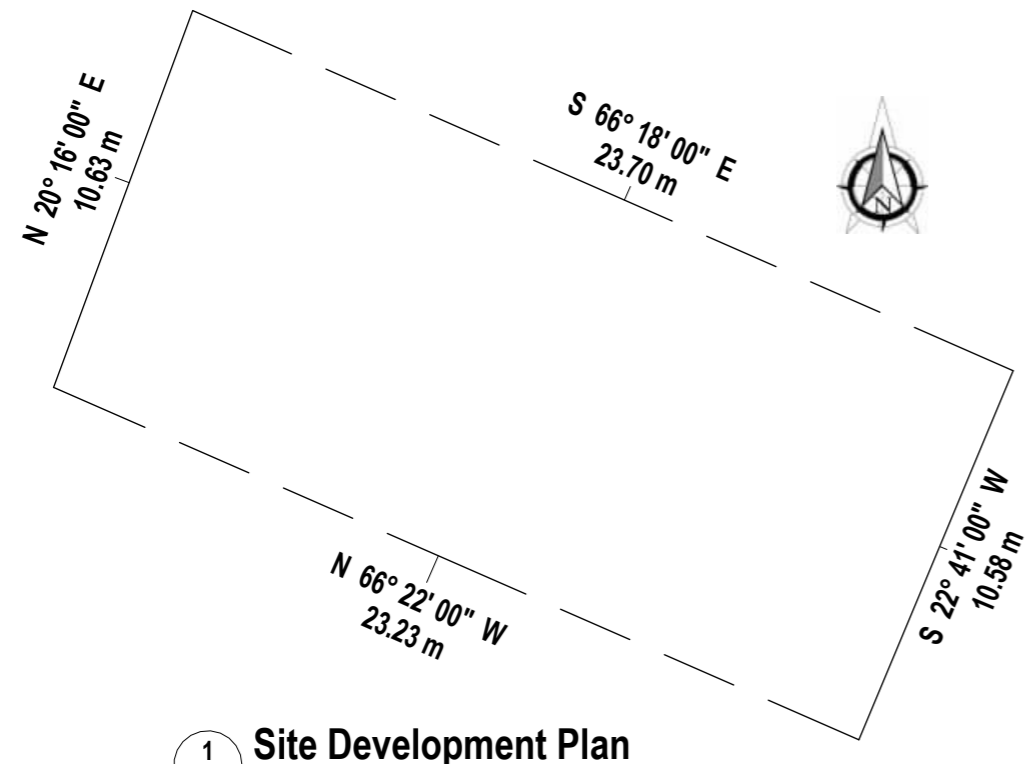 N 20° 16' 00" E
10.63 m
S 66° 18' 00" E
23.70 m
N
N 66° 22' 00" W
23.23 m
S 22° 41' 00" W
10.58 m
1
Site Development Plan